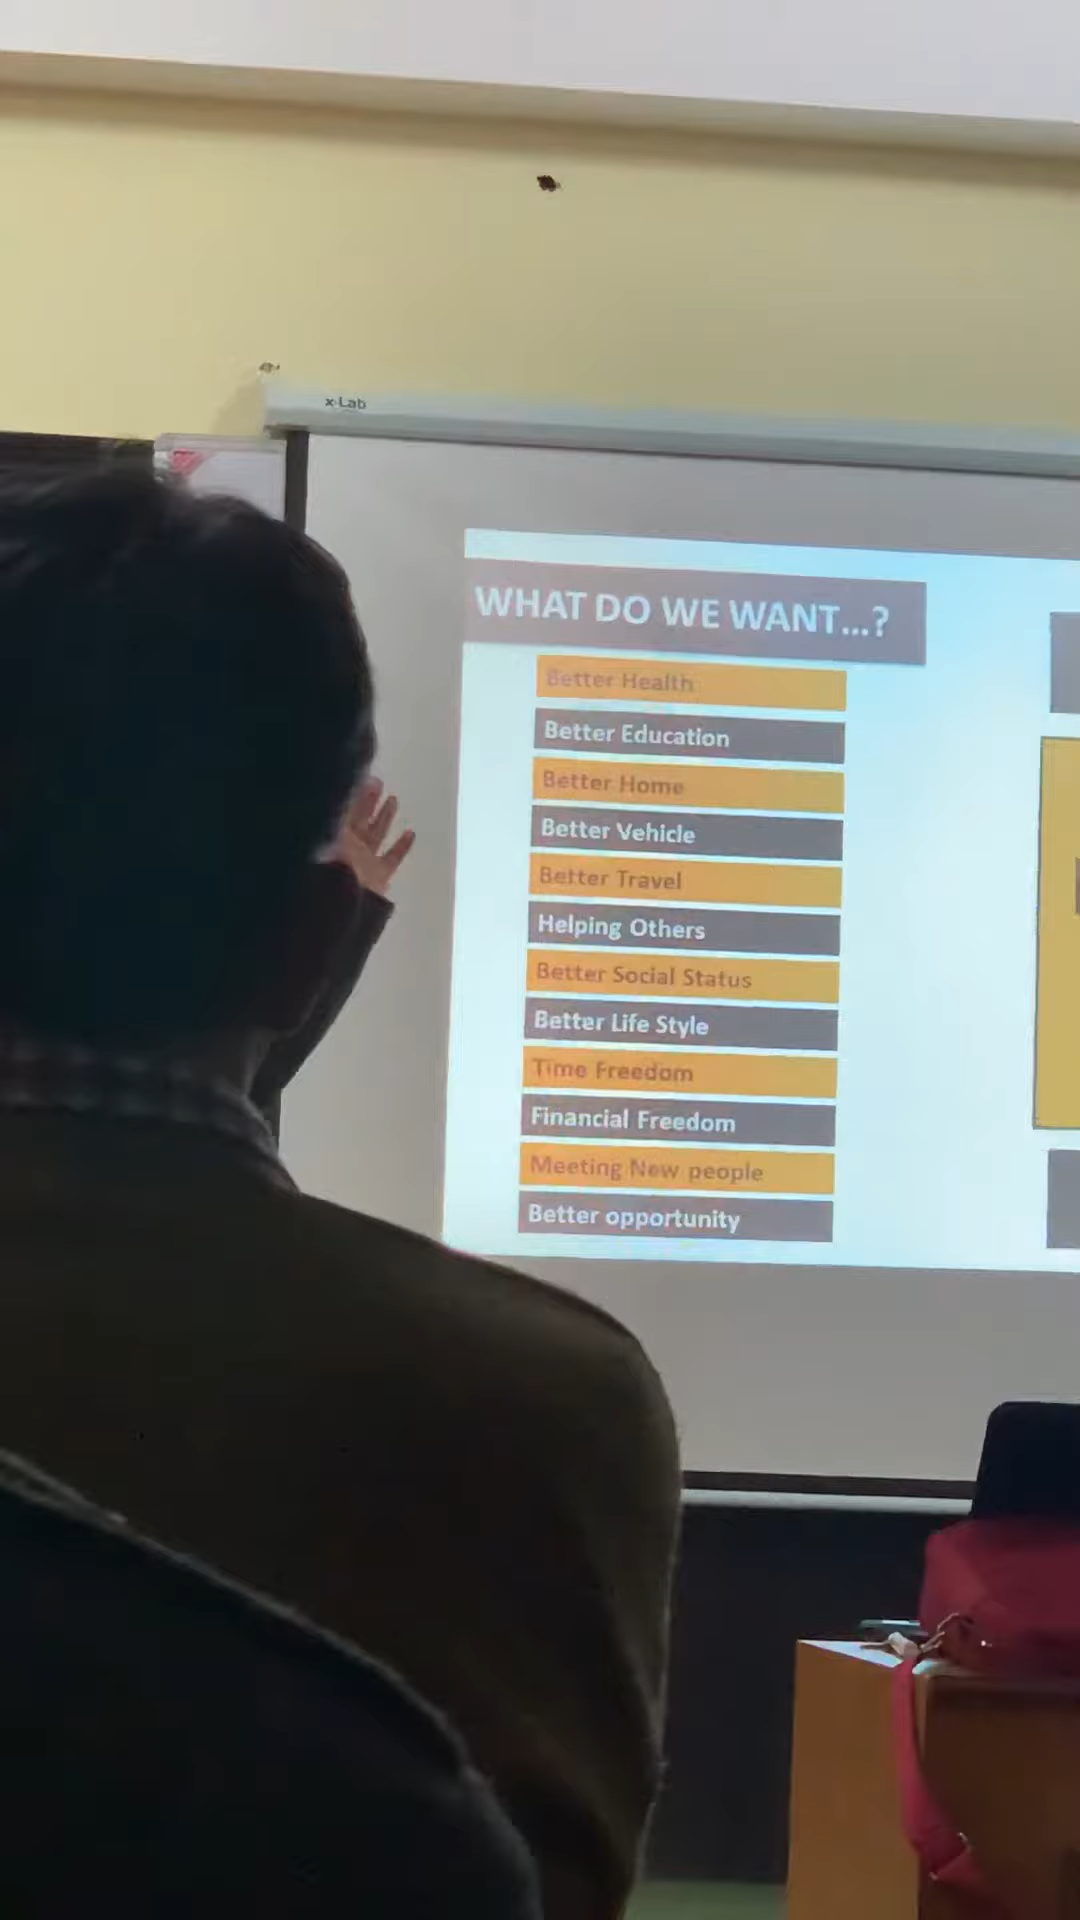 x-Lab
WHAT DO WE WANT...?
Better Health
Better Education
Better Home
Better Vehicle
Better Travel
Helping Others
Better Social Status
Better Life Style
Time Freedom
Financial Freedom
Meeting New people
Better opportunity